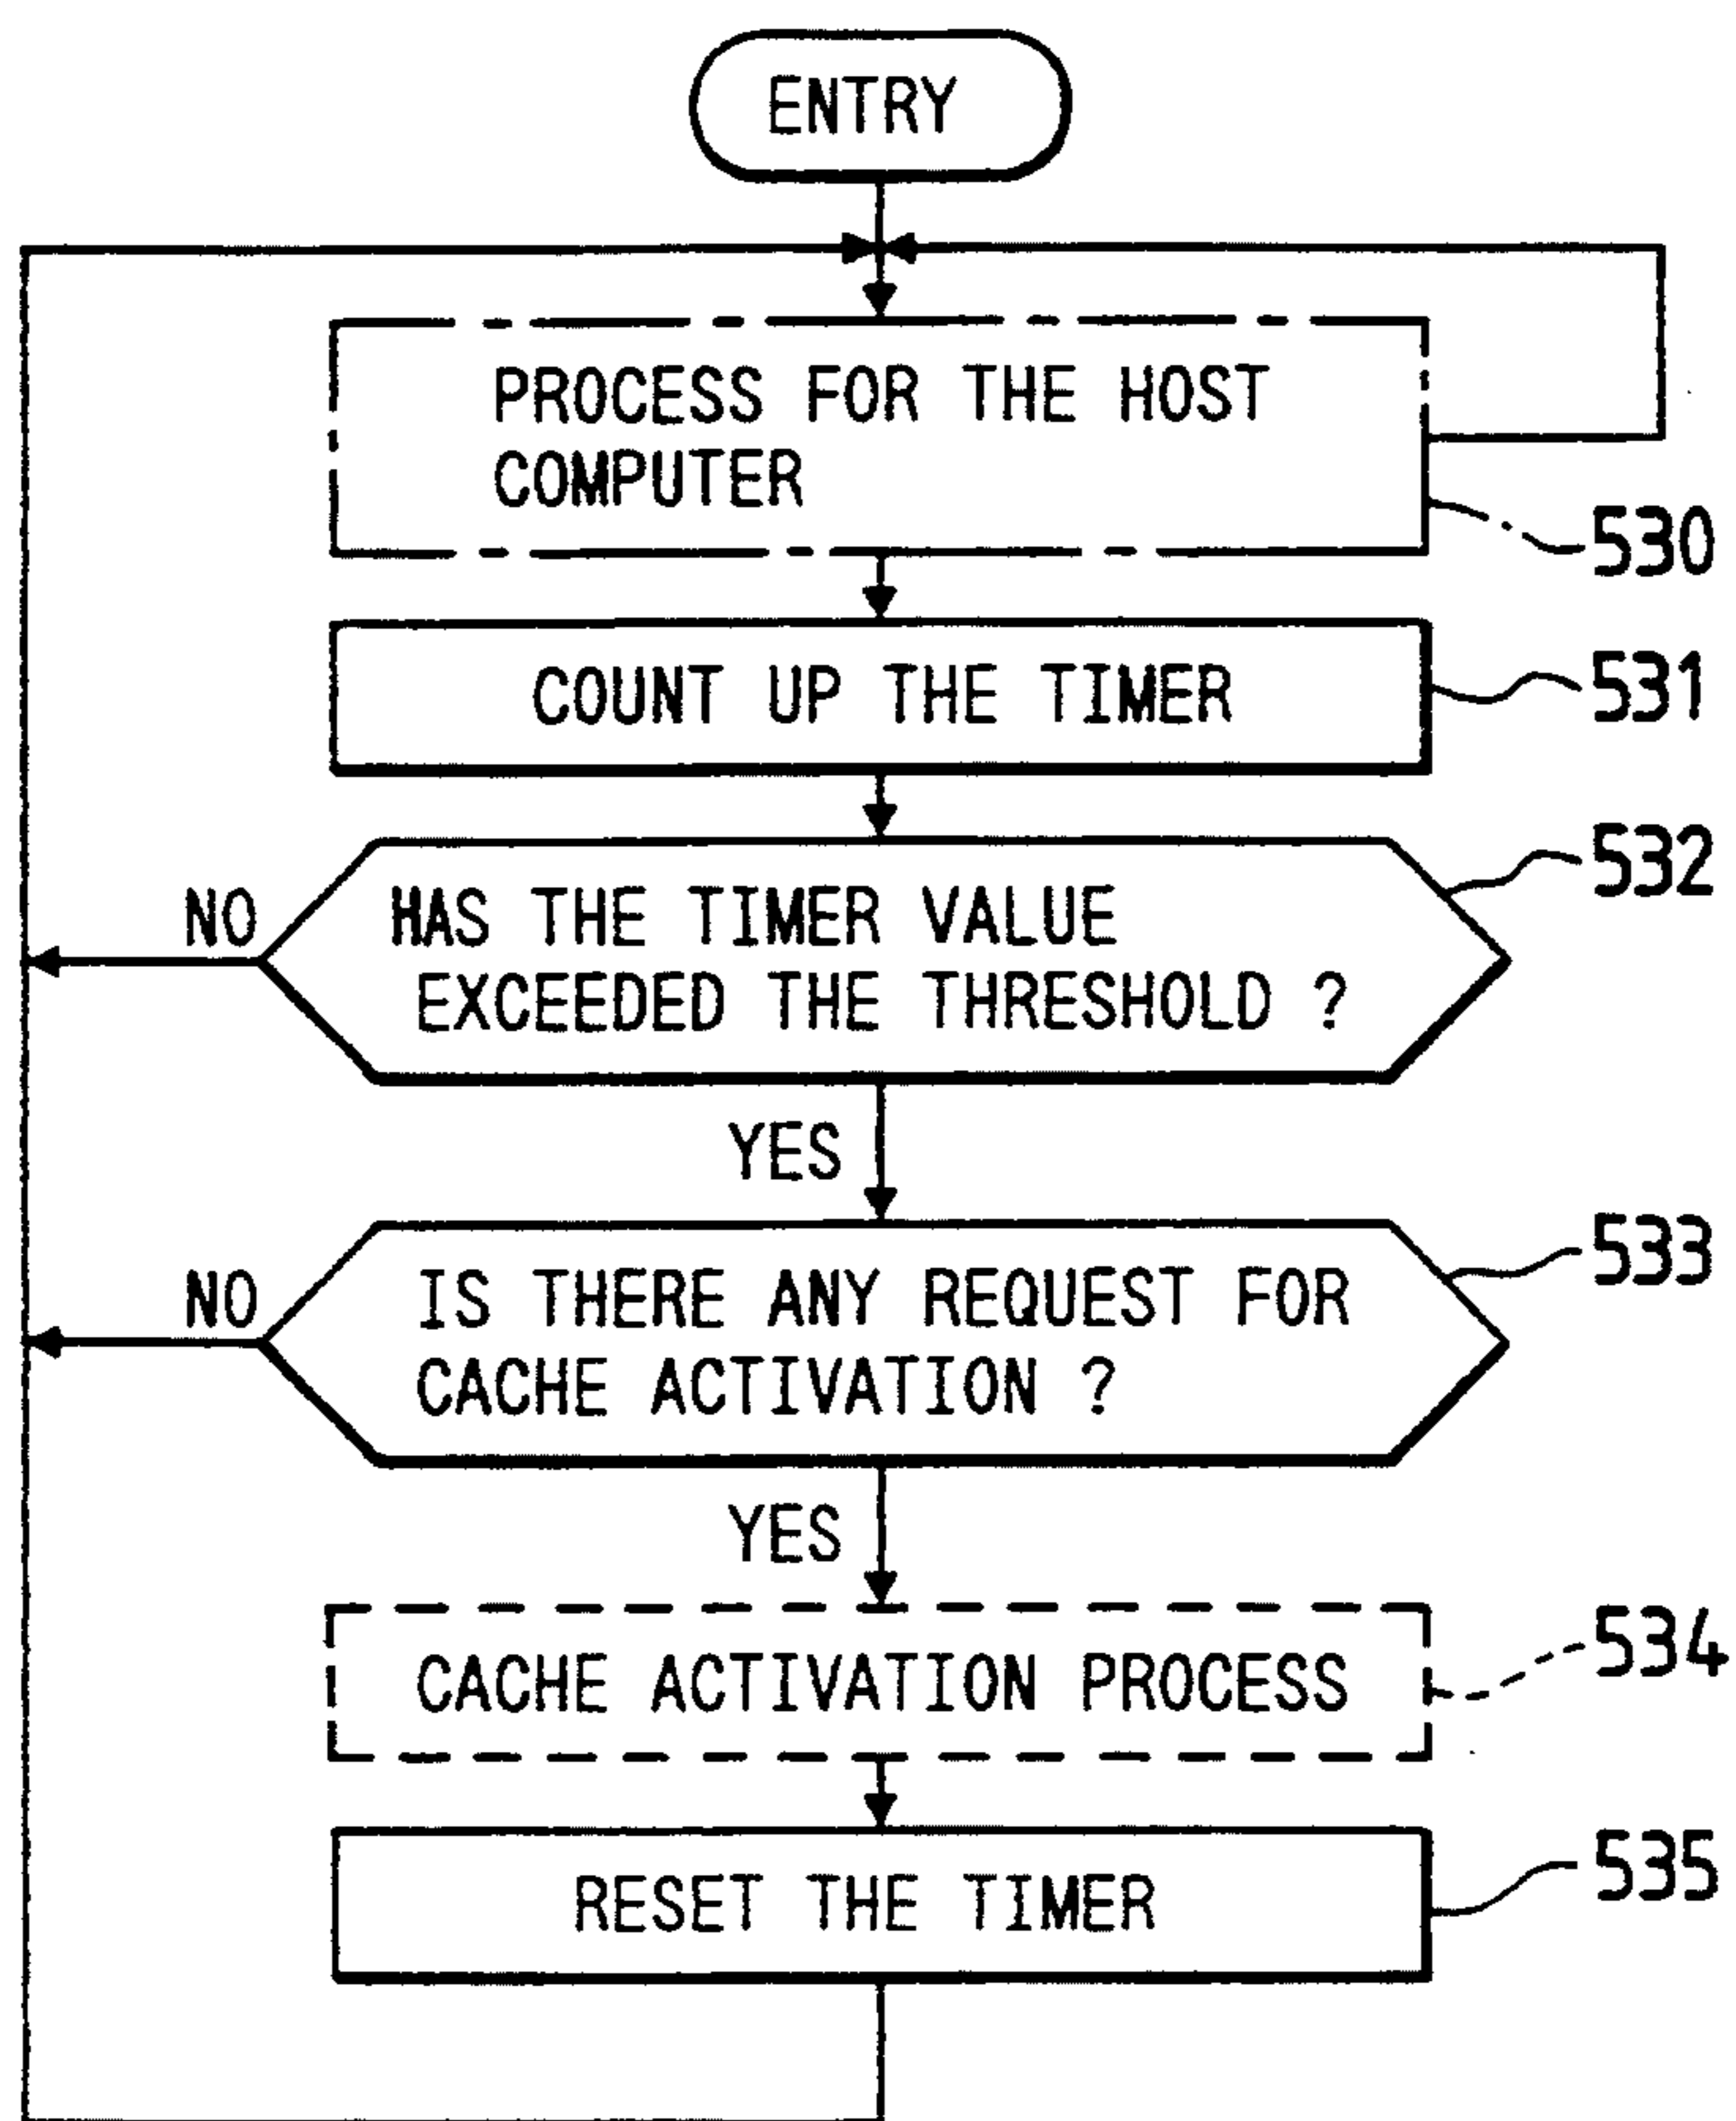 ENTRY
PROCESS FOR THE HOST
COMPUTER
530
COUNT UP THE TIMER
531
532
NO
HAS THE TIMER VALUE
EXCEEDED THE THRESHOLD ?
YES
533
NO
IS THERE ANY REQUEST FOR
CACHE ACTIVATION ?
YES
534
CACHE ACTIVATION PROCESS
535
RESET THE TIMER